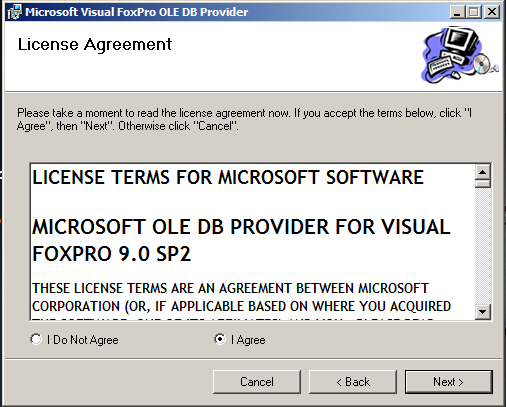 Microsoft Visual FoxPro OLE DB Provider
License Agreement
Please take a moment to read the license agreement now. If you accept the terms below, click "I
Agree", then "Next". Otherwise click "Cancel".
LICENSE TERMS FOR MICROSOFT SOFTWARE
MICROSOFT OLE DB PROVIDER FOR VISUAL
FOXPRO 9.0 SP2
THESE LICENSE TERMS ARE AN AGREEMENT BETWEEN MICROSOFT
CORPORATION (OR, IF APPLICABLE BASED ON WHERE YOU ACQUIRED
I Do Not Agree
I Agree
Cancel
< Back
Next >